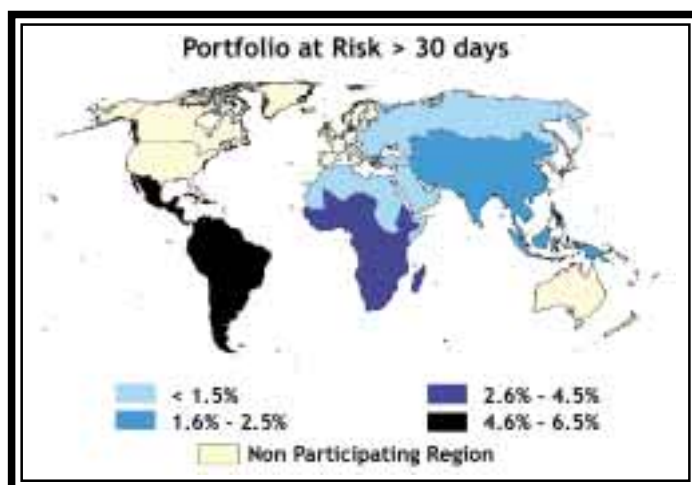 Portfolio at Risk > 30 days
< 1.5%
2.6% - 4.5%
1.6% - 2.5%
4.6% - 6.5%
Non Participating Region